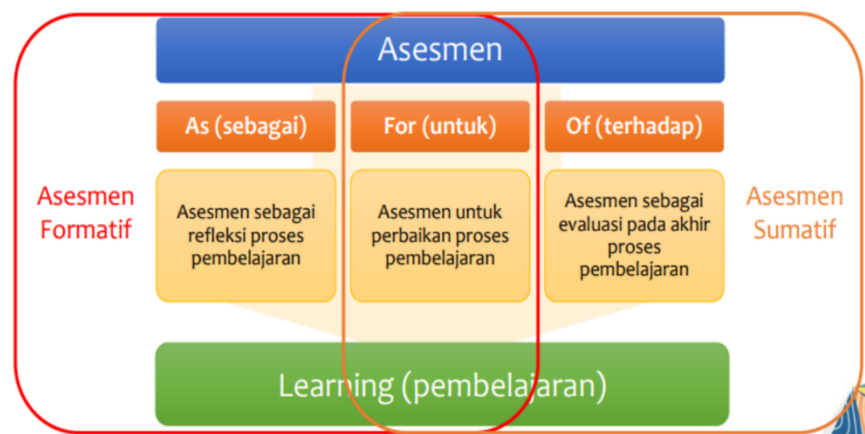 Asesmen
As (sebagai)
For (untuk)
Of (terhadap)
Asesmen
Formatif
Asesmen sebagai
refleksi proses
pembelajaran
Asesmen untuk
perbaikan proses
pembelajaran
Asesmen sebagai
evaluasi pada akhir
proses
pembelajaran
Asesmen
Sumatif
Learning (pembelajaran)